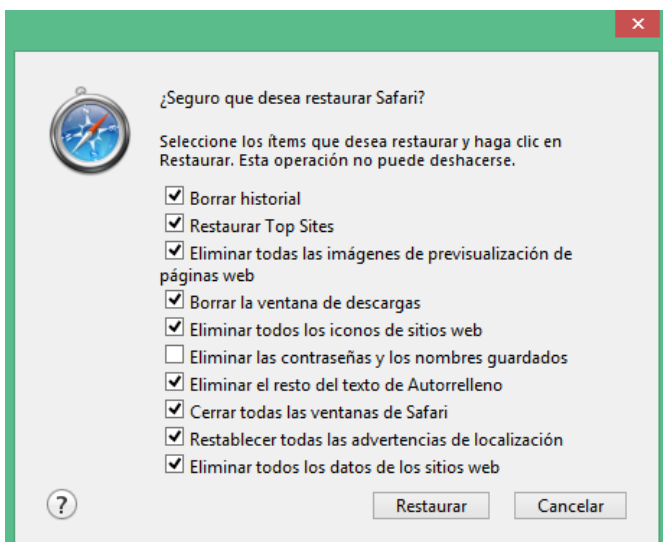 ¿Seguro que desea restaurar Safari?
Seleccione los ítems que desea restaurar y haga clic en
Restaurar. Esta operación no puede deshacerse.
Borrar historial
Restaurar Top Sites
Eliminar todas las imágenes de previsualización de
páginas web
Borrar la ventana de descargas
Eliminar todos los iconos de sitios web
Eliminar las contraseñas y los nombres guardados
Eliminar el resto del texto de Autorrelleno
Cerrar todas las ventanas de Safari
Restablecer todas las advertencias de localización
Eliminar todos los datos de los sitios web
? Restaurar Cancelar